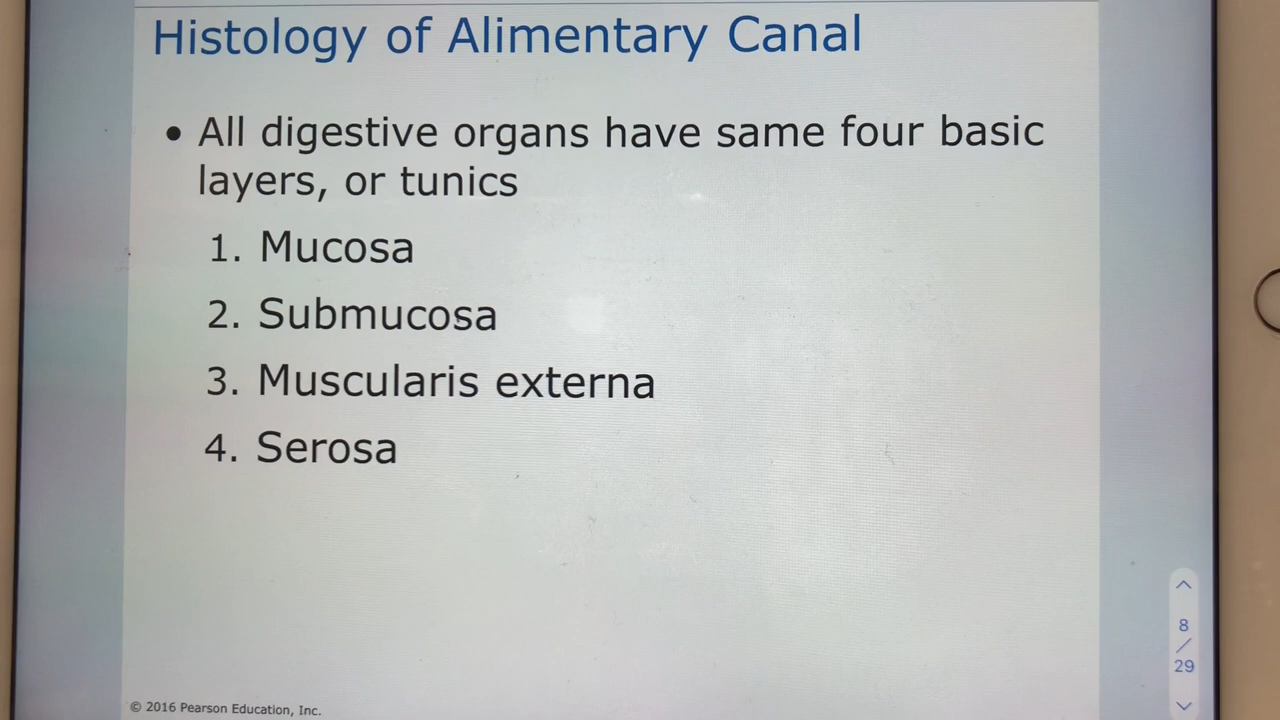 Histology of Alimentary Canal
• All digestive organs have same four basic
layers, or tunics
1. Mucosa
2. Submucosa
3. Muscularis externa
4. Serosa
8
/
29
© 2016 Pearson Education, Inc.